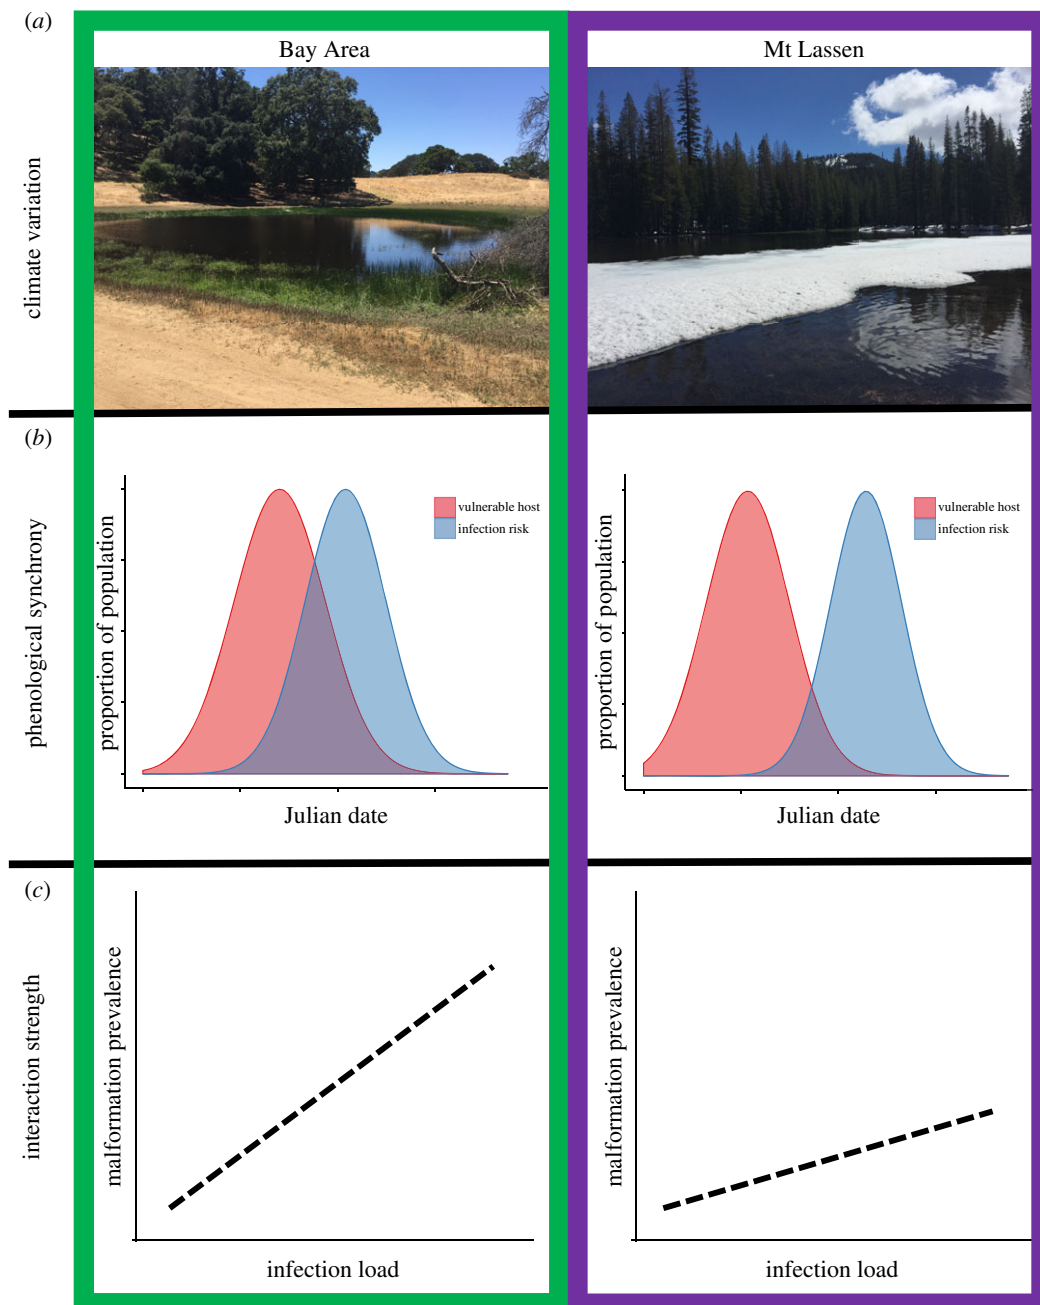 (a)
Bay Area
Mt Lassen
climate variation
(b)
phenological synchrony
proportion of population
vulnerable host
infection risk
Julian date
proportion of population
vulnerable host
infection risk
Julian date
(c)
interaction strength
malformation prevalence
infection load
malformation prevalence
infection load